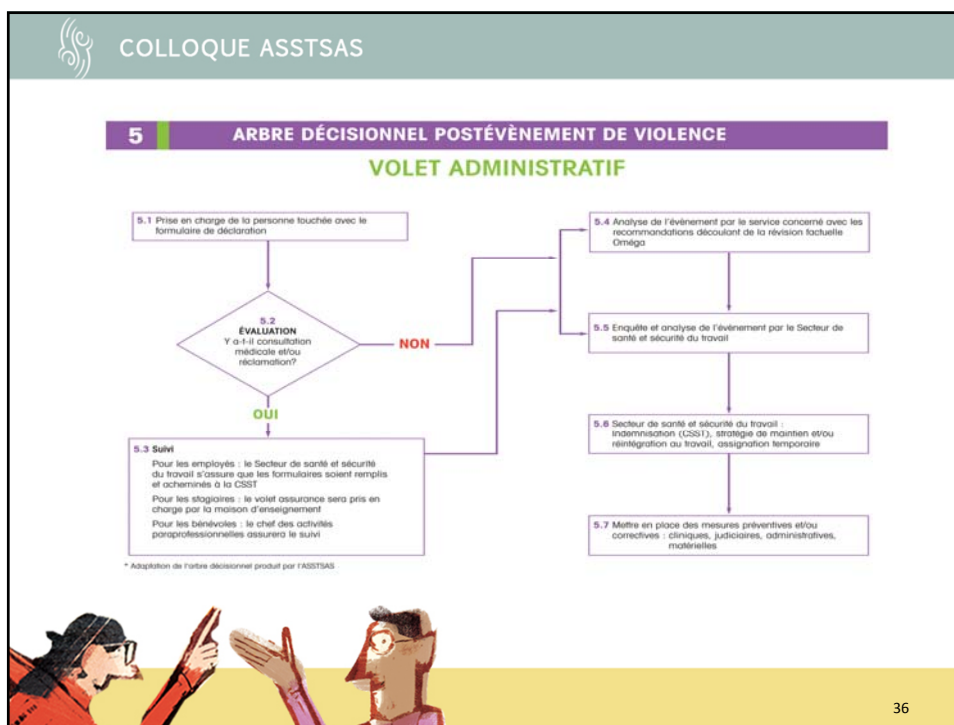 COLLOQUE ASSTSAS
5 ARBRE DÉCISIONNEL POSTÉVÈNEMENT DE VIOLENCE
VOLET ADMINISTRATIF
5.1 Prise en charge de la personne touchée avec le
formulaire de déclaration
5.2
ÉVALUATION
Y a-t-il consultation
médicale et/ou
réclamation?
NON
OUI
5.3 Suivi
Pour les employés : le Secteur de santé et sécurité
du travail s'assure que les formulaires soient remplis
et acheminés à la CSST
Pour les stagiaires : le volet assurance sera pris en
charge par la maison d'enseignement
Pour les bénévoles : le chef des activités
paraprofessionnelles assurera le suivi
5.4 Analyse de l'évènement par le service concerné avec les
recommandations découlant de la révision factuelle
Oméga
5.5 Enquête et analyse de l'évènement par le Secteur de
santé et sécurité du travail
5.6 Secteur de santé et sécurité du travail :
Indemnisation (CSST), stratégie de maintien et/ou
réintégration au travail, assignation temporaire
5.7 Mettre en place des mesures préventives et/ou
correctives : cliniques, judiciaires, administratives,
matérielles
* Adaptation de l'arbre décisionnel produit par l'ASSTSAS
36